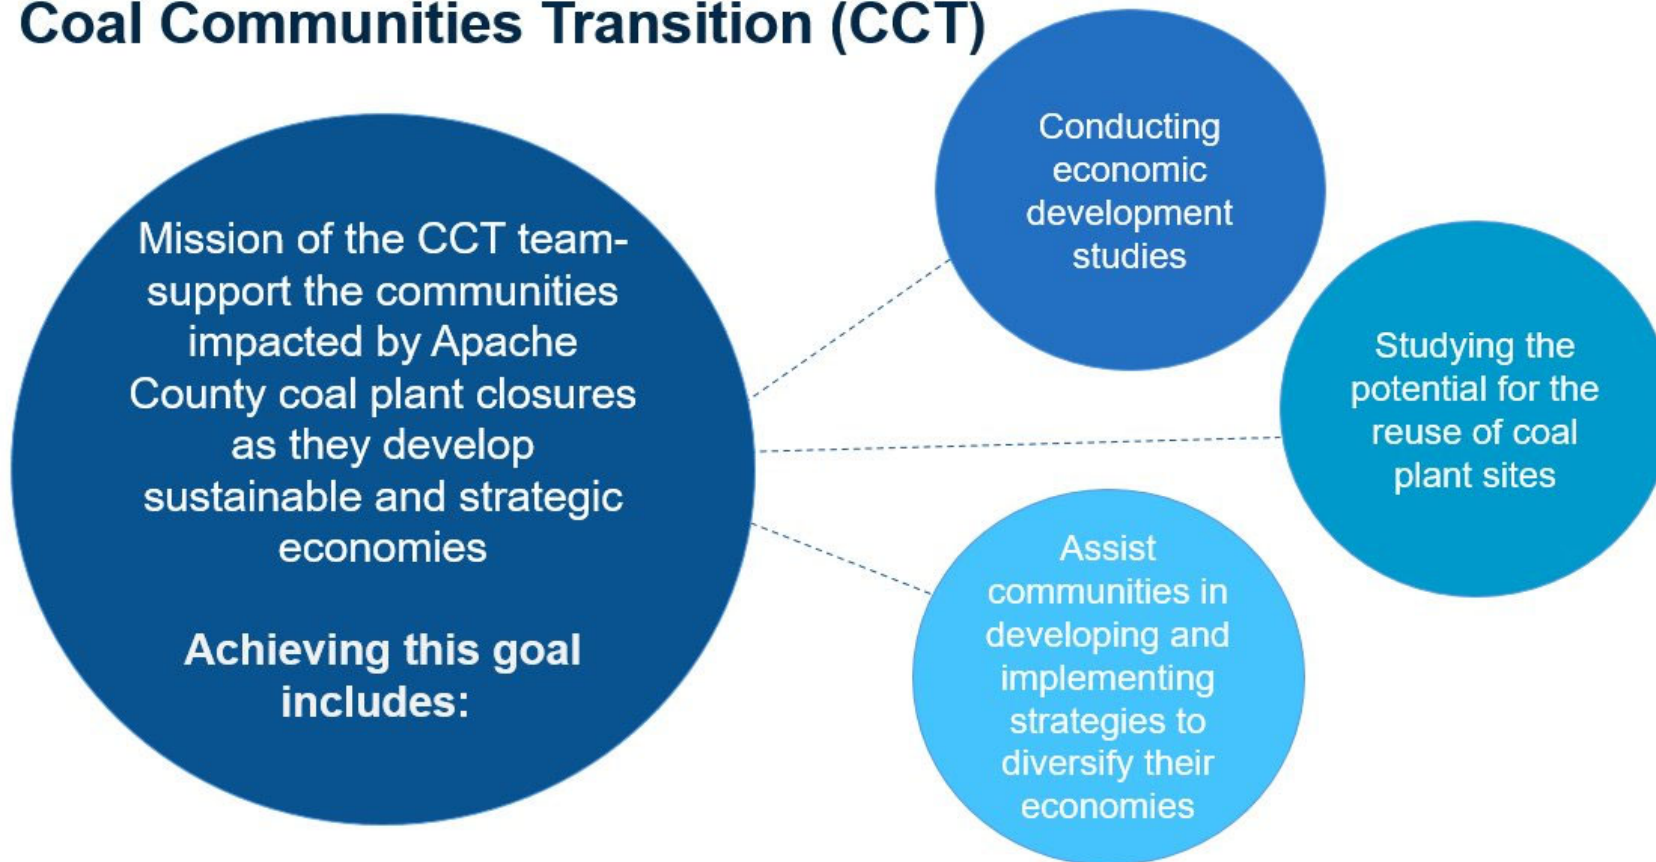 Coal Communities Transition (CCT)
Mission of the CCT team-
support the communities
impacted by Apache
County coal plant closures
as they develop
sustainable and strategic
economies
Achieving this goal
includes:
Conducting
economic
development
studies
Studying the
potential for the
reuse of coal
plant sites
Assist
communities in
developing and
implementing
strategies to
diversify their
economies